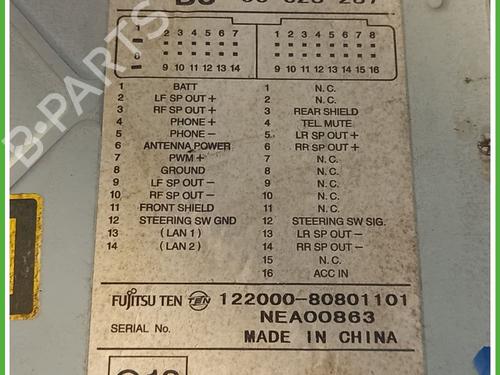 1 2 3 4 5 6 7 1 2 3 4 5 6 7
8 9 10 11 12 13 14 9 10 11 12 13 14 15 16
1 BATT 1 N.C.
2 LF SP OUT+ 2 N.C.
3 RF SP OUT+ 3 REAR SHIELD
4 PHONE+ 4 TEL. MUTE
5 PHONE− 5 LR SP OUT+
6 ANTENNA POWER 6 RR SP OUT+
7 PWM+ 7 N.C.
8 GROUND 8 N.C.
9 LF SP OUT− 9 N.C.
10 RF SP OUT− 10 N.C.
11 FRONT SHIELD 11 N.C.
12 STEERING SW GND 12 STEERING SW SIG.
13 (LAN 1) 13 LR SP OUT−
14 (LAN 2) 14 RR SP OUT−
15 N.C.
16 ACC IN
FUJITSU TEN TEN 122000-80801101
NEA00863
SERIAL No. MADE IN CHINA
B-Parts